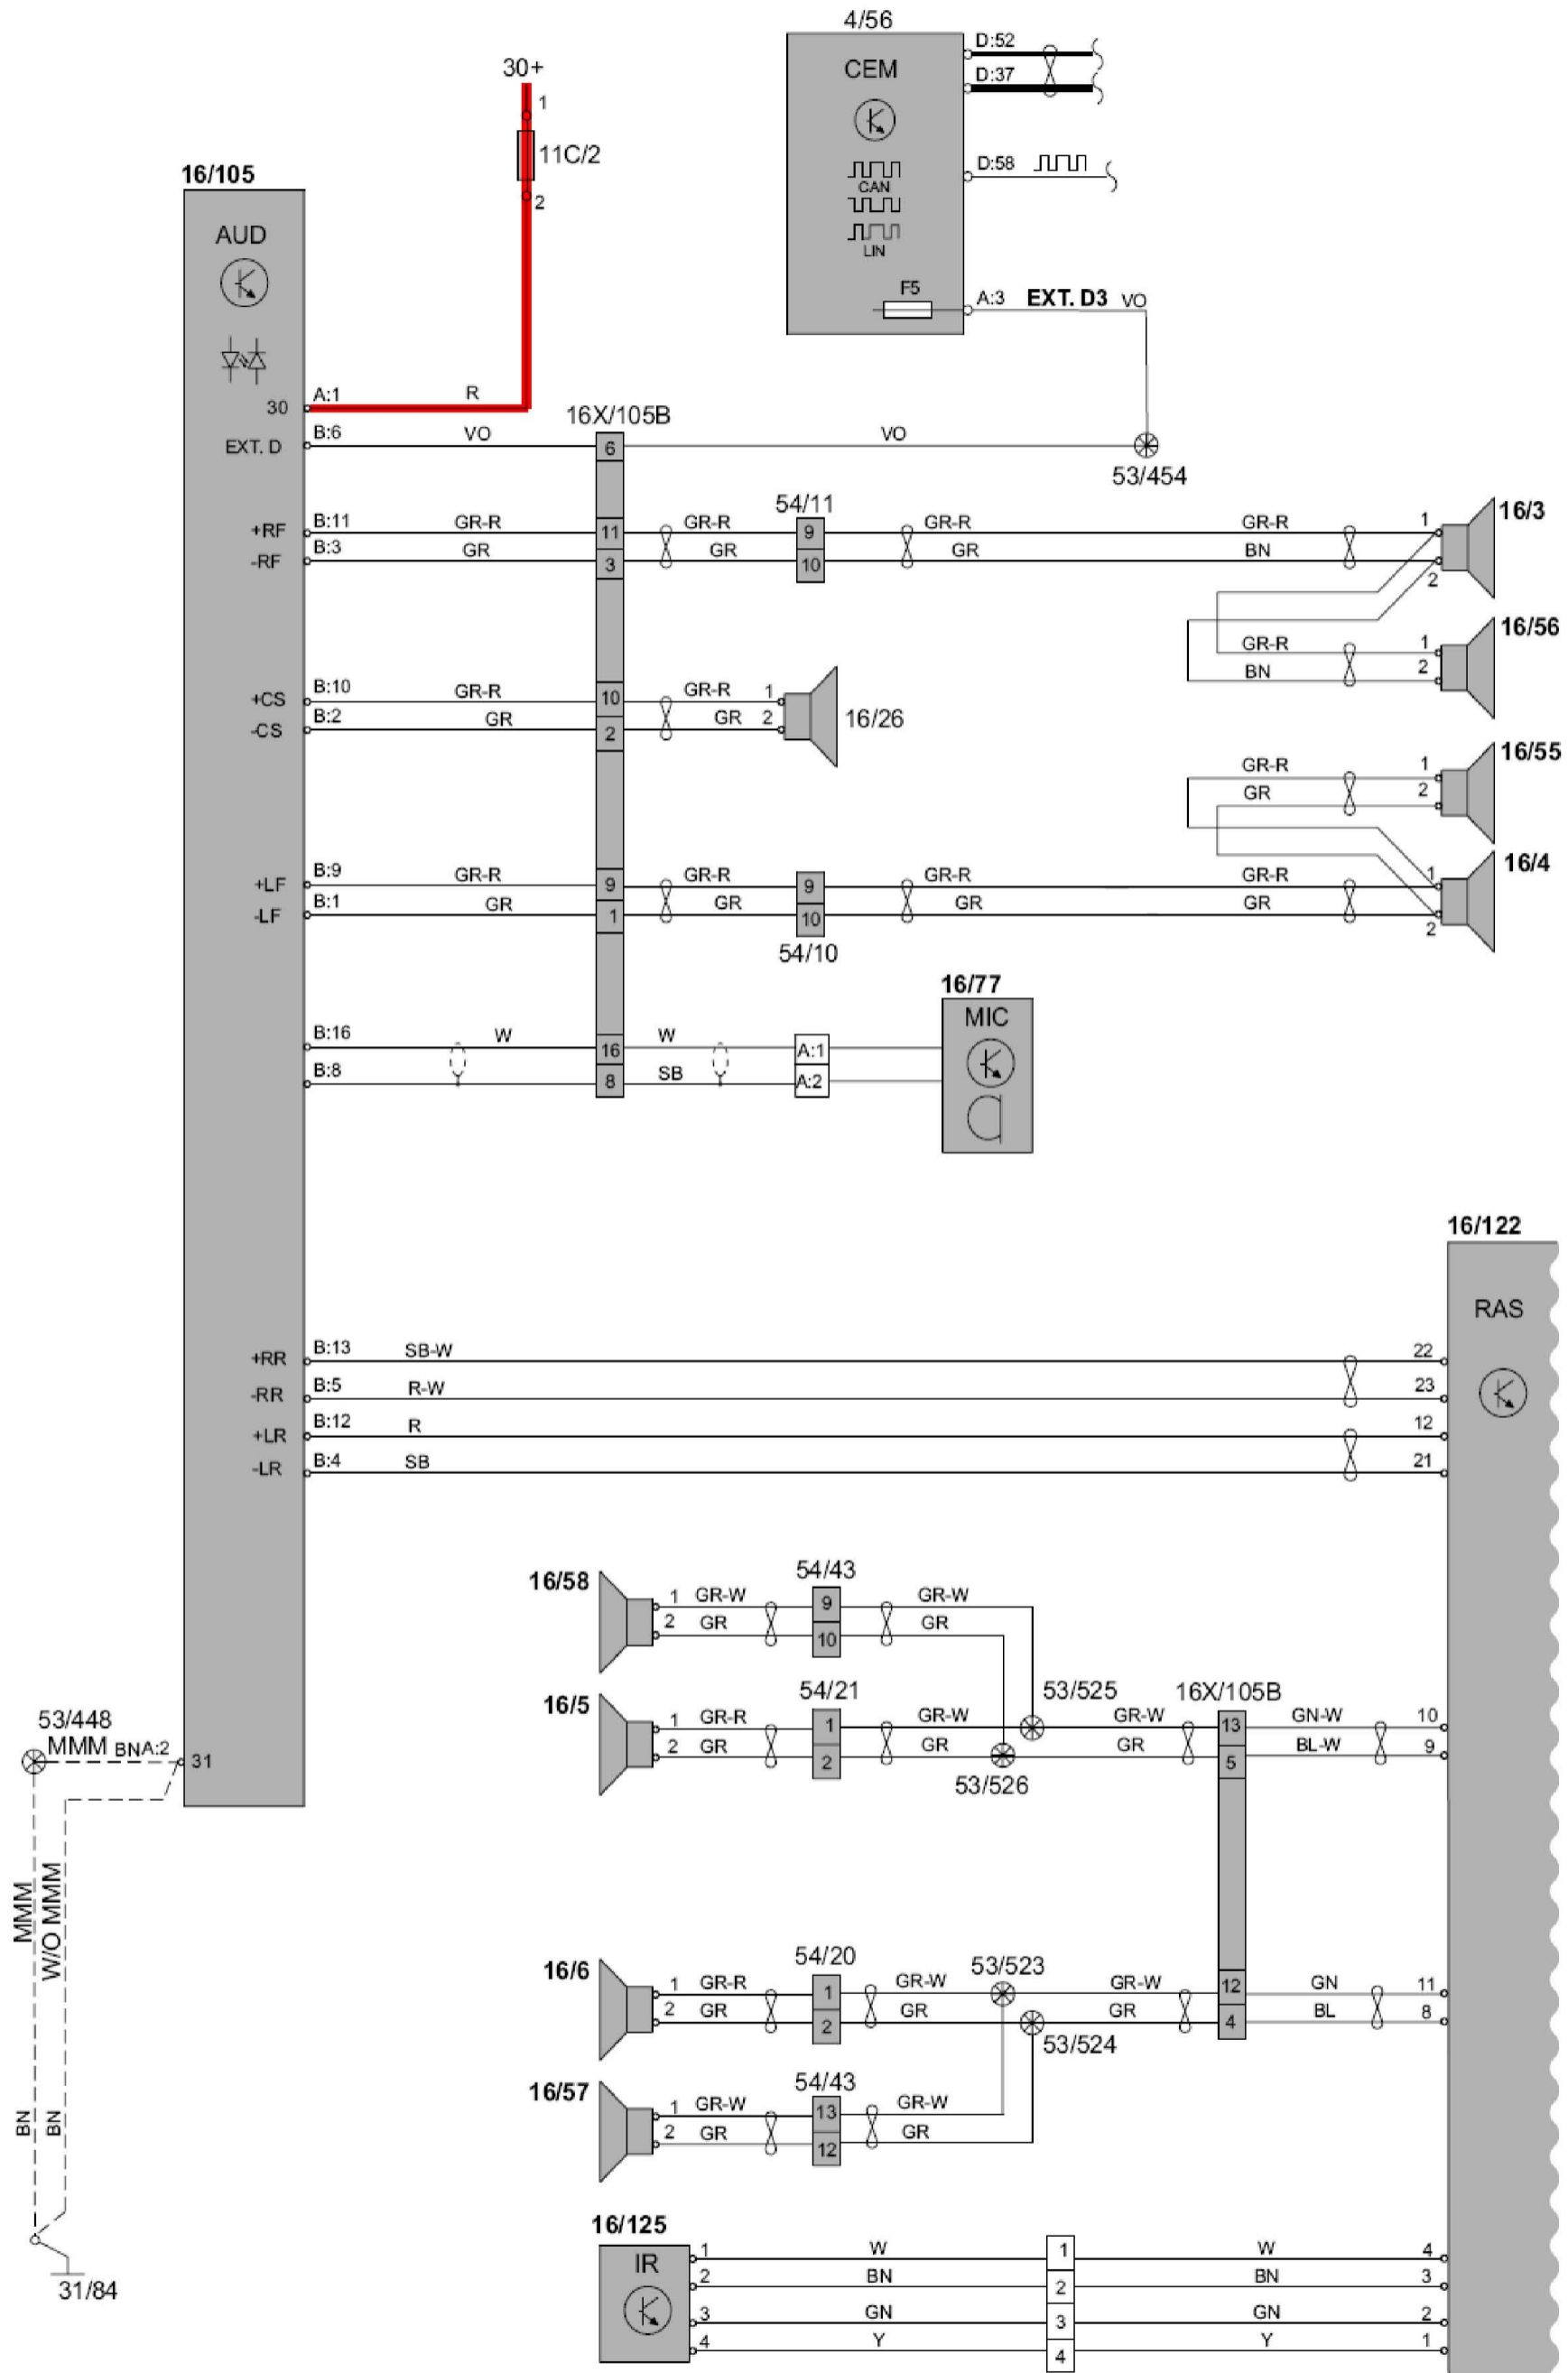 4/56
CEM
D:52
D:37
D:58
CAN
LIN
F5
A:3 EXT. D3 VO
30+
1
11C/2
2
16/105
AUD
30 A:1 R
16X/105B
EXT. D B:6 VO 6 VO
53/454
54/11
+RF B:11 GR-R 11 GR-R 9 GR-R GR-R 1 16/3
-RF B:3 GR 3 GR 10 GR BN 2
16/56
GR-R 1
BN 2
+CS B:10 GR-R 10 GR-R 1
-CS B:2 GR 2 GR 2 16/26
16/55
GR-R 1
GR 2
16/4
+LF B:9 GR-R 9 GR-R 9 GR-R GR-R 1
-LF B:1 GR 1 GR 10 GR GR 2
54/10
16/77
MIC
B:16 W 16 W A:1
B:8 8 SB A:2
16/122
RAS
+RR B:13 SB-W 22
-RR B:5 R-W 23
+LR B:12 R 12
-LR B:4 SB 21
54/43
16/58 1 GR-W 9 GR-W
2 GR 10 GR
54/21 53/525 16X/105B
16/5 1 GR-R 1 GR-W GR-W 13 GN-W 10
2 GR 2 GR GR 5 BL-W 9
53/526
53/448
MMM BN A:2 31
MMM
W/O MMM
BN
BN
31/84
54/20 53/523
16/6 1 GR-R 1 GR-W GR-W 12 GN 11
2 GR 2 GR GR 4 BL 8
53/524
54/43
16/57 1 GR-W 13 GR-W
2 GR 12 GR
16/125
IR
1 W 1 W 4
2 BN 2 BN 3
3 GN 3 GN 2
4 Y 4 Y 1